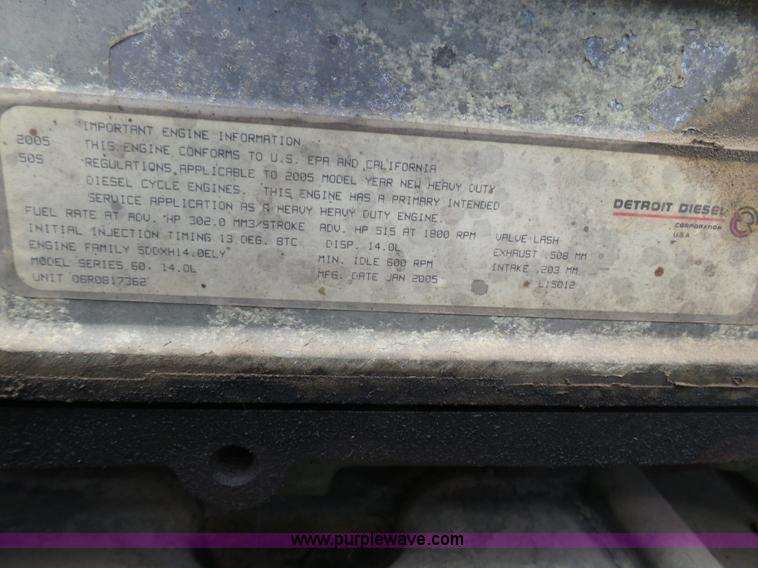 2005
50S
IMPORTANT ENGINE INFORMATION
THIS ENGINE CONFORMS TO U.S. EPA AND CALIFORNIA
REGULATIONS APPLICABLE TO 2005 MODEL YEAR NEW HEAVY DUTY
DIESEL CYCLE ENGINES. THIS ENGINE HAS A PRIMARY INTENDED
SERVICE APPLICATION AS A HEAVY HEAVY DUTY ENGINE.
FUEL RATE AT ADV. HP 302.0 MM3/STROKE ADV. HP 515 AT 1800 RPM
INITIAL INJECTION TIMING 13 DEG. BTC DISP. 14.0L
ENGINE FAMILY 5DDXH14.0ELY MIN. IDLE 600 RPM
MODEL SERIES 60, 14.0L MFG. DATE JAN 2005
UNIT 06R0817362
VALVE LASH
EXHAUST .508 MM
INTAKE .203 MM
L15012
DETROIT DIESEL
CORPORATION
U.S.A
www.purplewave.com